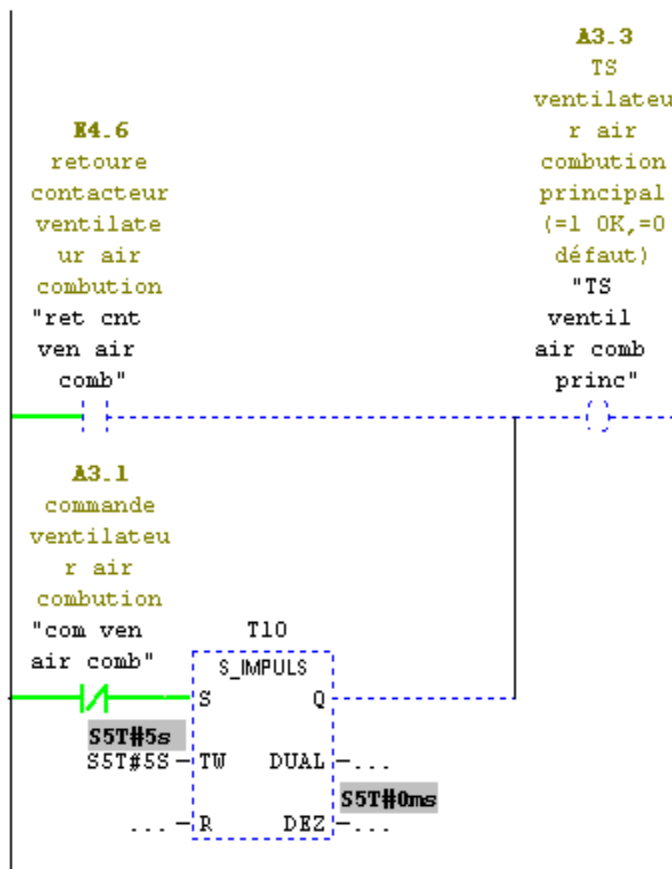 A3.3
TS
ventilateu
r air
combution
principal
(=1 OK,=0
défaut)
"TS
ventil
air comb
princ"
E4.6
retoure
contacteur
ventilate
ur air
combution
"ret cnt
ven air
comb"
A3.1
commande
ventilateu
r air
combution
"com ven
air comb"
T10
S_IMPULS
S Q
S5T#5s
S5T#5S TW DUAL ...
S5T#0ms
... R DEZ ...